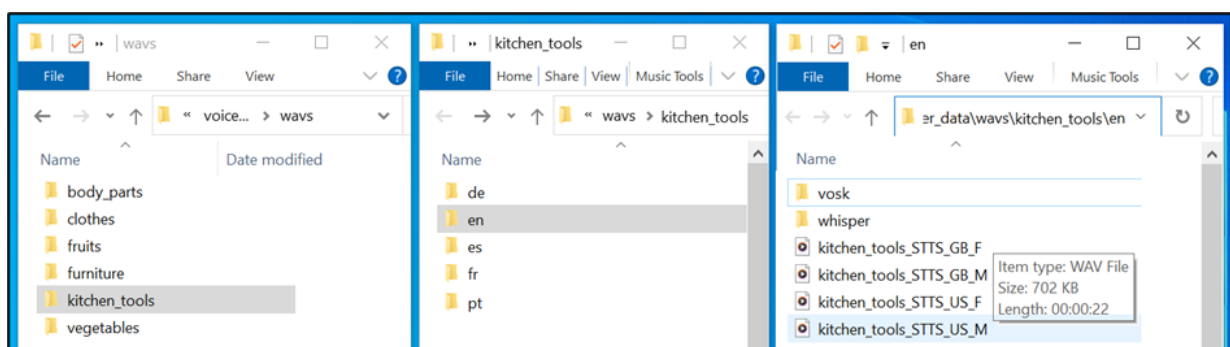 wavs
File Home Share View
« voice... > wavs
Name Date modified
body_parts
clothes
fruits
furniture
kitchen_tools
vegetables
kitchen_tools
File Home Share View Music Tools
« wavs > kitchen_tools
Name
de
en
es
fr
pt
en
File Home Share View Music Tools
er_data\wavs\kitchen_tools\en
Name
vosk
whisper
kitchen_tools_STTS_GB_F
kitchen_tools_STTS_GB_M
kitchen_tools_STTS_US_F
kitchen_tools_STTS_US_M
Item type: WAV File
Size: 702 KB
Length: 00:00:22